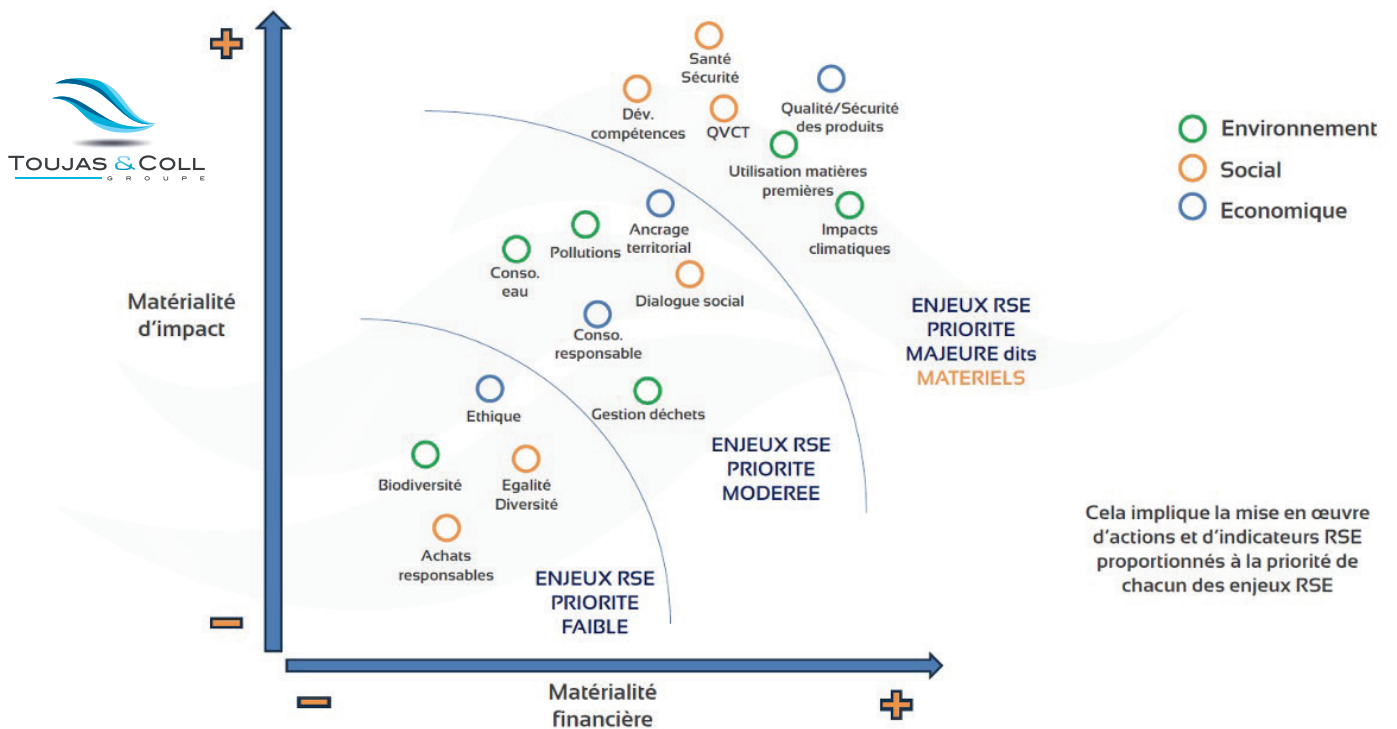 TOUJAS & COLL
GROUPE
Santé
Sécurité
Dév.
compétences
QVCT
Qualité/Sécurité
des produits
Utilisation matières
premières
Impacts
climatiques
Environnement
Social
Economique
Ancrage
territorial
Pollutions
Conso.
eau
Dialogue social
Conso.
responsable
Gestion déchets
Matérialité
d'impact
ENJEUX RSE
PRIORITE
MAJEURE dits
MATERIELS
Ethique
Biodiversité
Egalité
Diversité
Achats
responsables
ENJEUX RSE
PRIORITE
MODEREE
ENJEUX RSE
PRIORITE
FAIBLE
Cela implique la mise en œuvre
d'actions et d'indicateurs RSE
proportionnés à la priorité de
chacun des enjeux RSE
Matérialité
financière